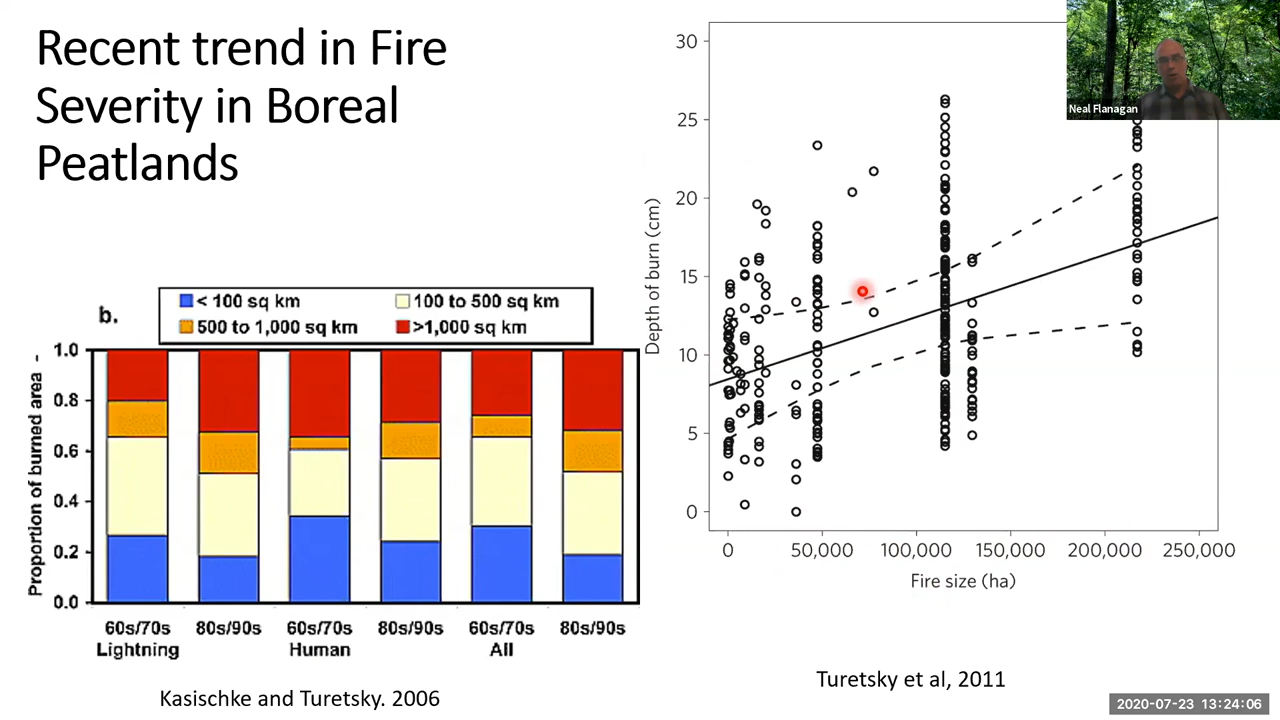 Recent trend in Fire
Severity in Boreal
Peatlands
b.
< 100 sq km
100 to 500 sq km
500 to 1,000 sq km
>1,000 sq km
Proportion of burned area -
1.0
0.8
0.6
0.4
0.2
0.0
60s/70s 80s/90s 60s/70s 80s/90s 60s/70s 80s/90s
Lightning Human All
Kasischke and Turetsky. 2006
Neal Flanagan
Depth of burn (cm)
30
25
20
15
10
5
0
0 50,000 100,000 150,000 200,000 250,000
Fire size (ha)
Turetsky et al, 2011
2020-07-23 13:24:06